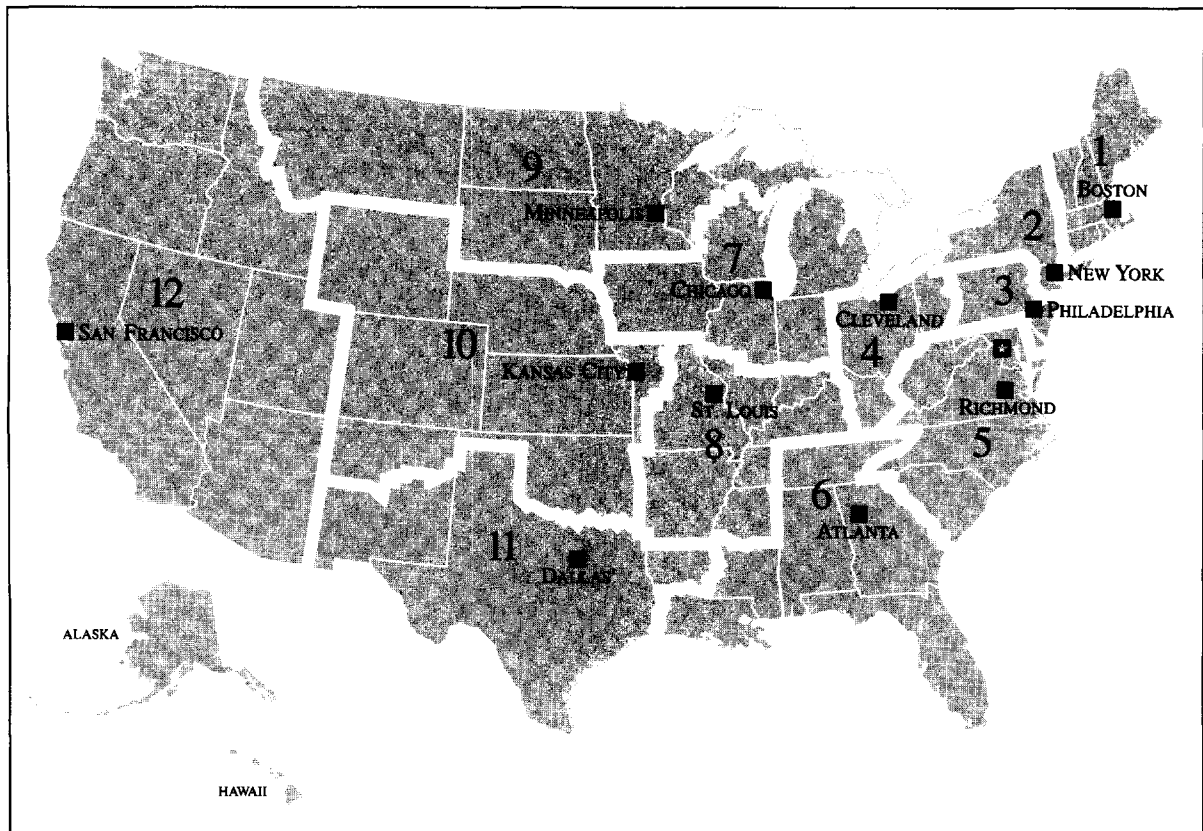 1
BOSTON
9
MINNEAPOLIS
2
7
NEW YORK
CHICAGO
12
3
PHILADELPHIA
CLEVELAND
SAN FRANCISCO
10
4
KANSAS CITY
RICHMOND
ST. LOUIS
5
8
6
ATLANTA
11
DALLAS
ALASKA
HAWAII